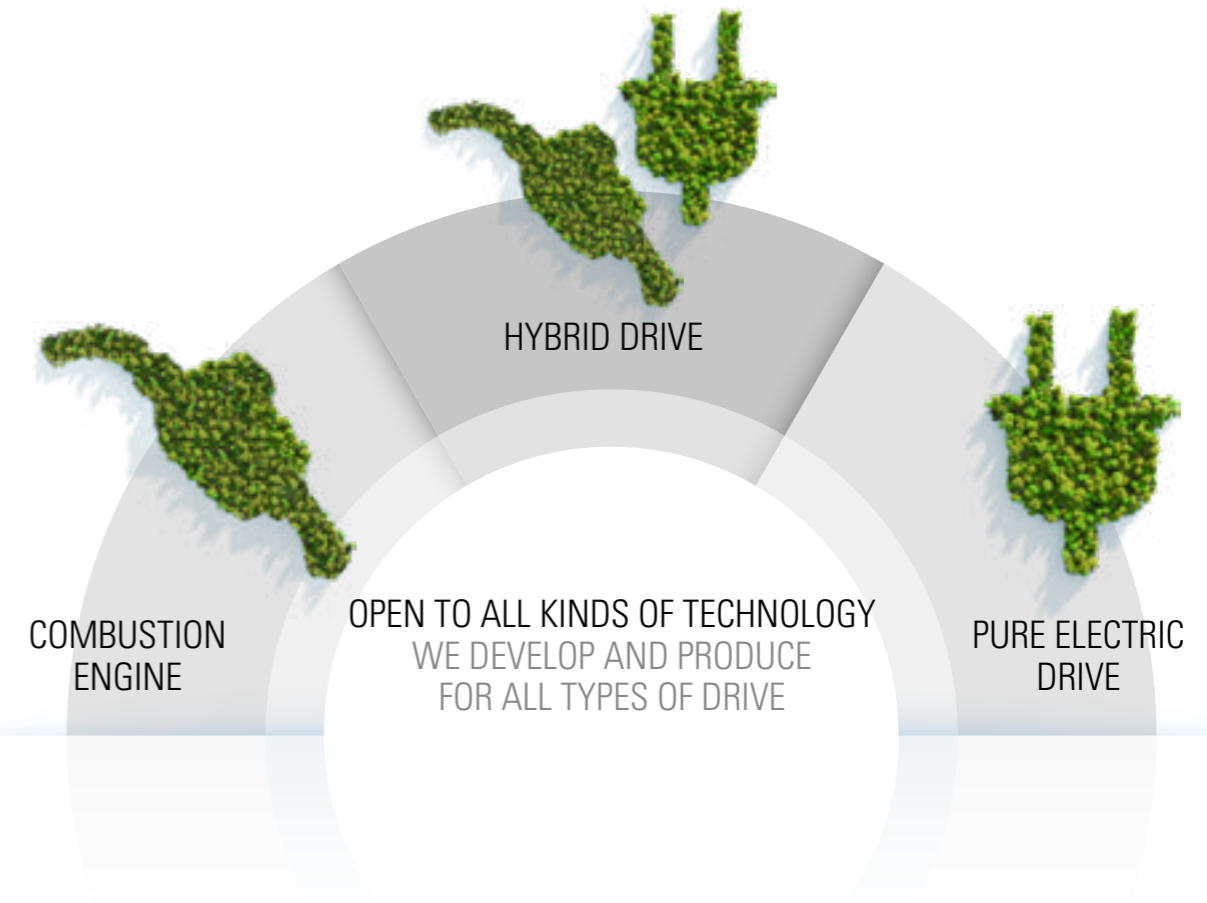 HYBRID DRIVE
COMBUSTION
ENGINE
OPEN TO ALL KINDS OF TECHNOLOGY
WE DEVELOP AND PRODUCE
FOR ALL TYPES OF DRIVE
PURE ELECTRIC
DRIVE